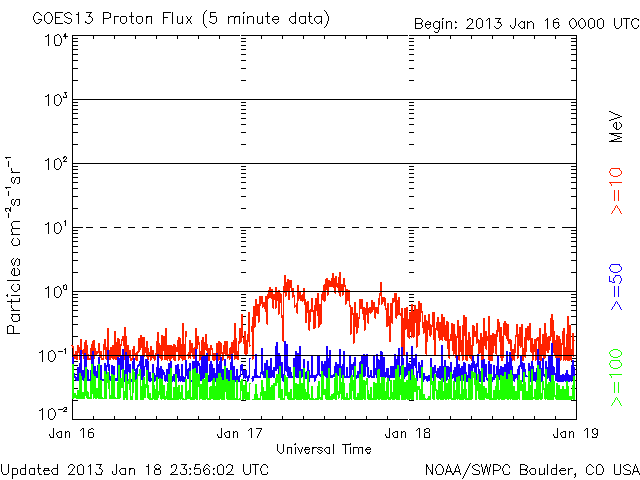 GOES13 Proton Flux (5 minute data)
Begin: 2013 Jan 16 0000 UTC
10⁴
10³
10²
10¹
10⁰
10⁻¹
10⁻²
Particles cm⁻²s⁻¹sr⁻¹
Jan 16
Jan 17
Jan 18
Jan 19
Universal Time
MeV
>=10
>=50
>=100
Updated 2013 Jan 18 23:56:02 UTC
NOAA/SWPC Boulder, CO USA